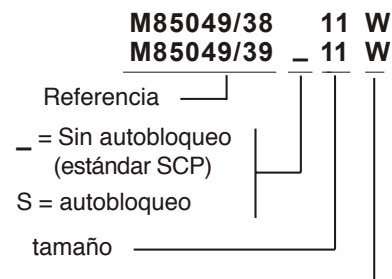 M85049/38 11 W
M85049/39 _ 11 W
Referencia
_ = Sin autobloqueo
(estándar SCP)
S = autobloqueo
tamaño